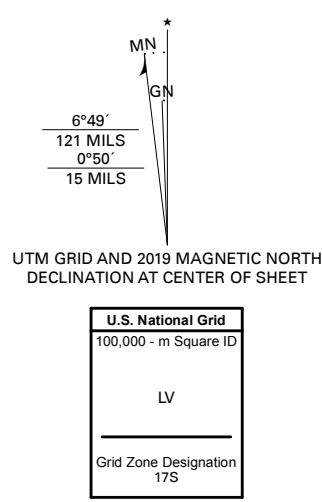 ★
MN
GN
6°49´
121 MILS
0°50´
15 MILS
UTM GRID AND 2019 MAGNETIC NORTH
DECLINATION AT CENTER OF SHEET
U.S. National Grid
100,000 - m Square ID
LV
Grid Zone Designation
17S